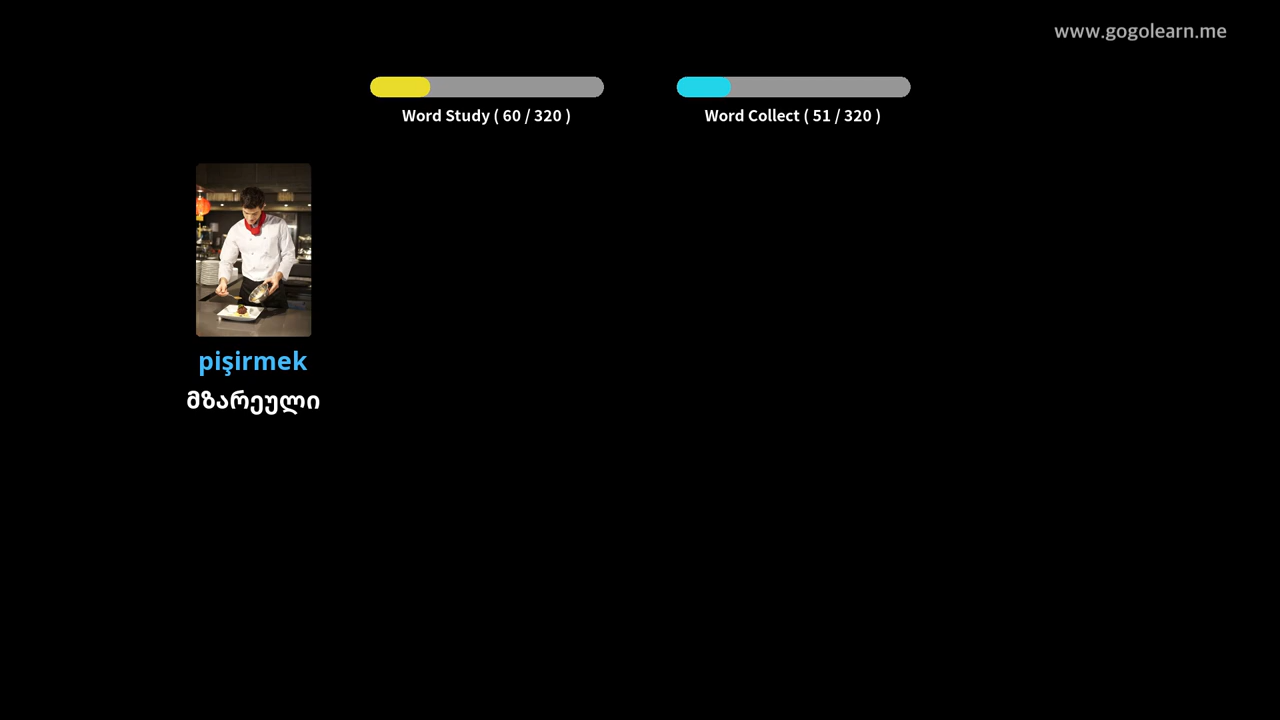 www.gogolearn.me
Word Study ( 60 / 320 )
Word Collect ( 51 / 320 )
pişirmek
მზარეული